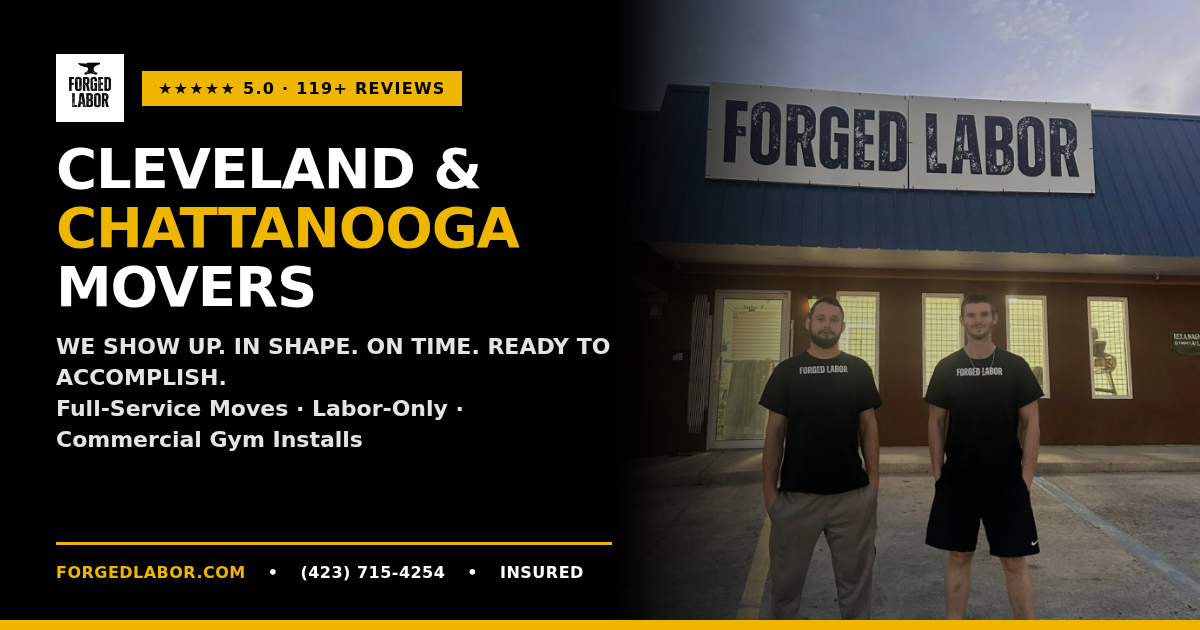 FORGED
LABOR
★★★★★ 5.0 · 119+ REVIEWS
CLEVELAND &
CHATTANOOGA
MOVERS
WE SHOW UP. IN SHAPE. ON TIME. READY TO
ACCOMPLISH.
Full-Service Moves · Labor-Only ·
Commercial Gym Installs
FORGEDLABOR.COM • (423) 715-4254 • INSURED
FORGED LABOR
FORGED LABOR
FORGED LABOR